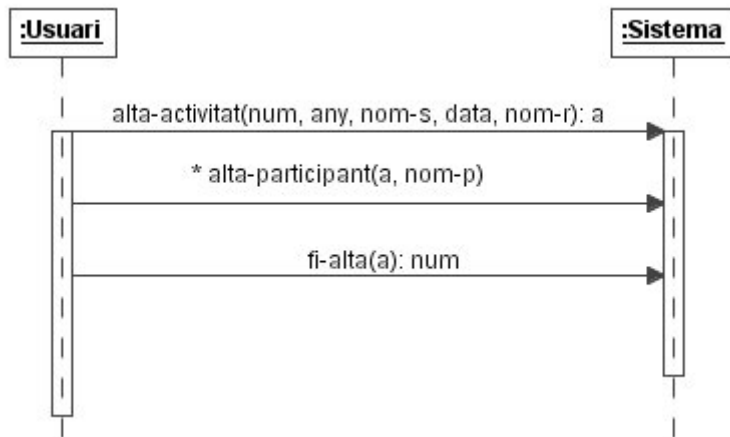 :Usuari
:Sistema
alta-activitat(num, any, nom-s, data, nom-r): a
* alta-participant(a, nom-p)
fi-alta(a): num